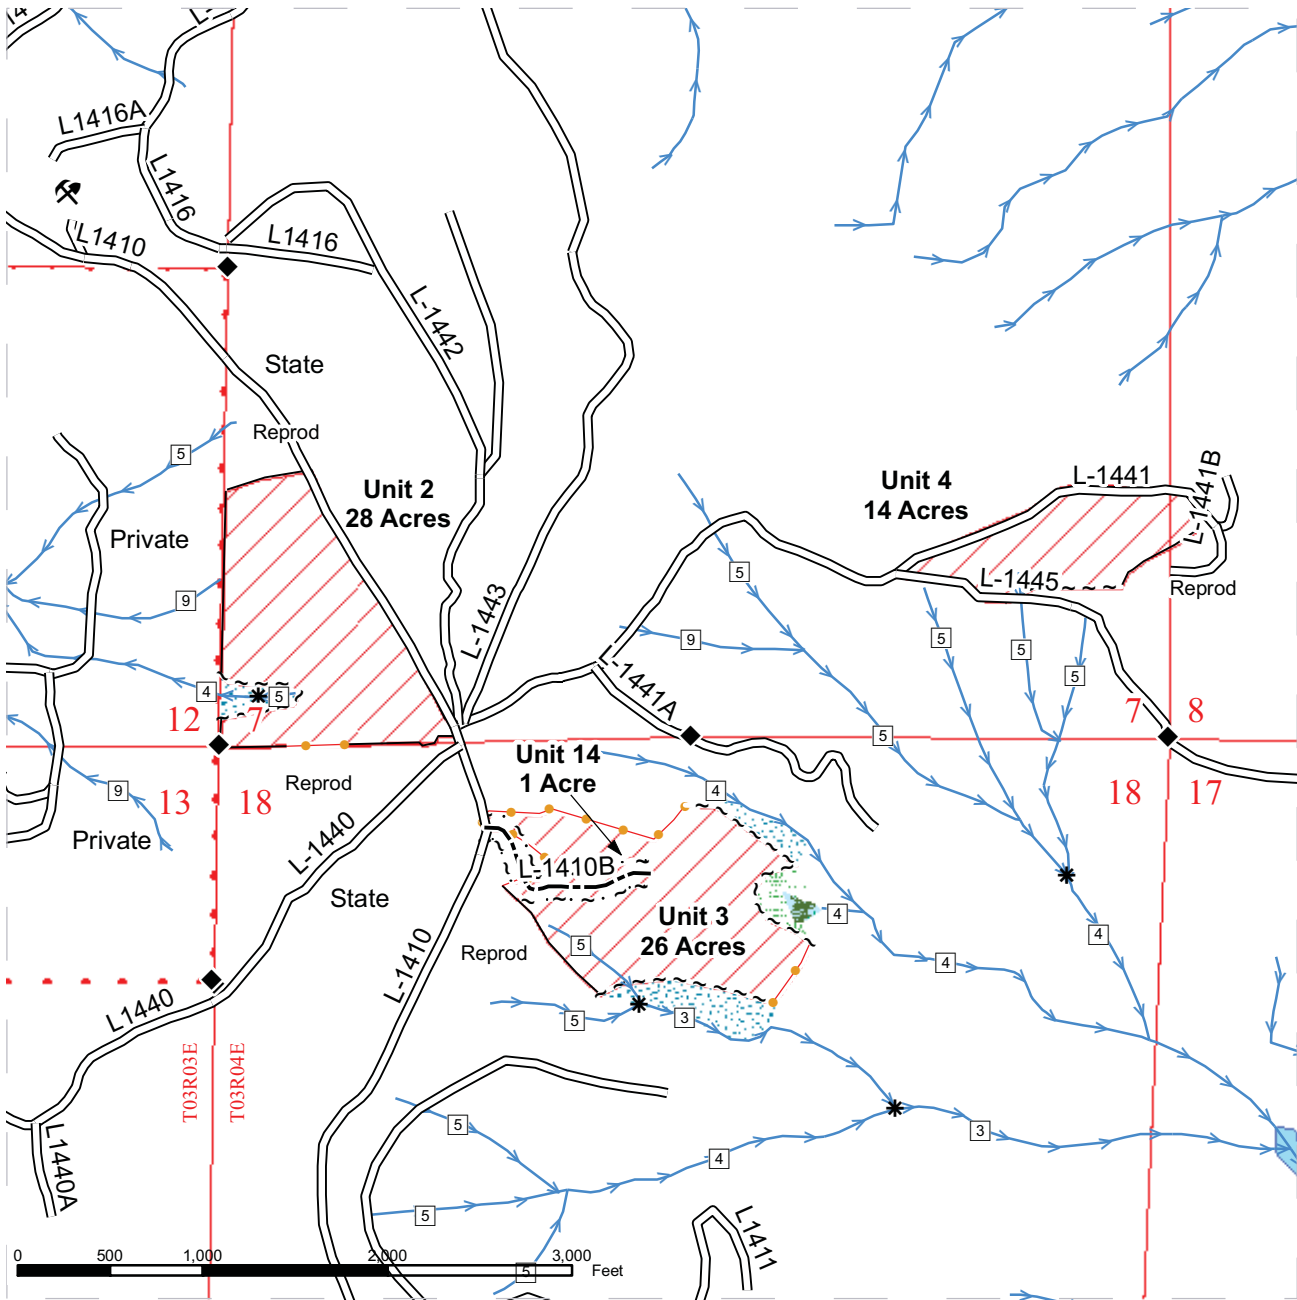 14
L-
L1416A
L1416
L1410
L1416
L-1442
State
Reprod
5
Unit 2
28 Acres
Private
9
L-1443
Unit 4
14 Acres
L-1441
L-1441B
L-1445
Reprod
5
9
5
5
5
5
4
5
12
7
L-1441A
7
8
Unit 14
1 Acre
Reprod
13
18
9
Private
L-1440
4
18
17
L-1410B
State
Unit 3
26 Acres
4
L-1410
Reprod
5
4
4
L1440
5
3
T03R03E
T03R04E
5
3
4
L1440A
5
L1411
0
500
1,000
2,000
3,000
Feet
5